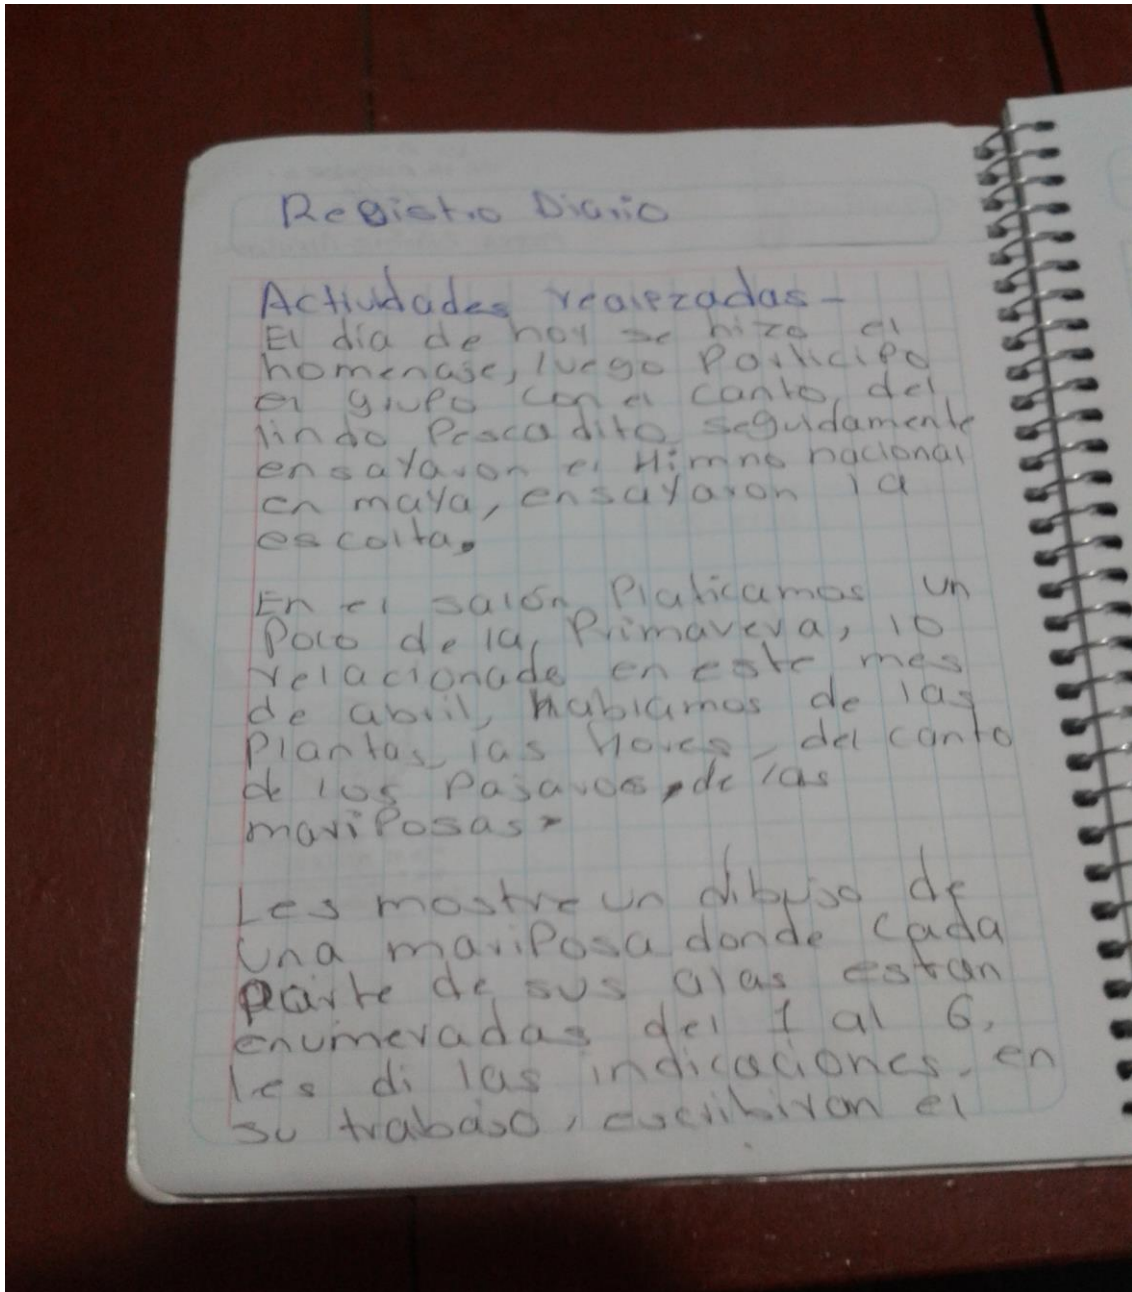 Registro Diario
Actividades realizadas-
El día de hoy se hizo el
homenaje, luego Participo
el grupo con el canto, del
lindo Pescadito, seguidamente
ensayaron el Himno nacional
en maya, ensayaron la
escolta.
En el salón Platicamos un
Poco de la Primavera, lo
relacionado en este mes
de abril, hablamos de las
Plantas, las flores, del canto
de los Pajaros, de las
mariposas.
Les mostre un dibujo de
una mariposa donde cada
parte de sus alas estan
enumeradas del 1 al 6,
les di las indicaciones, en
su trabajo, escribiron el